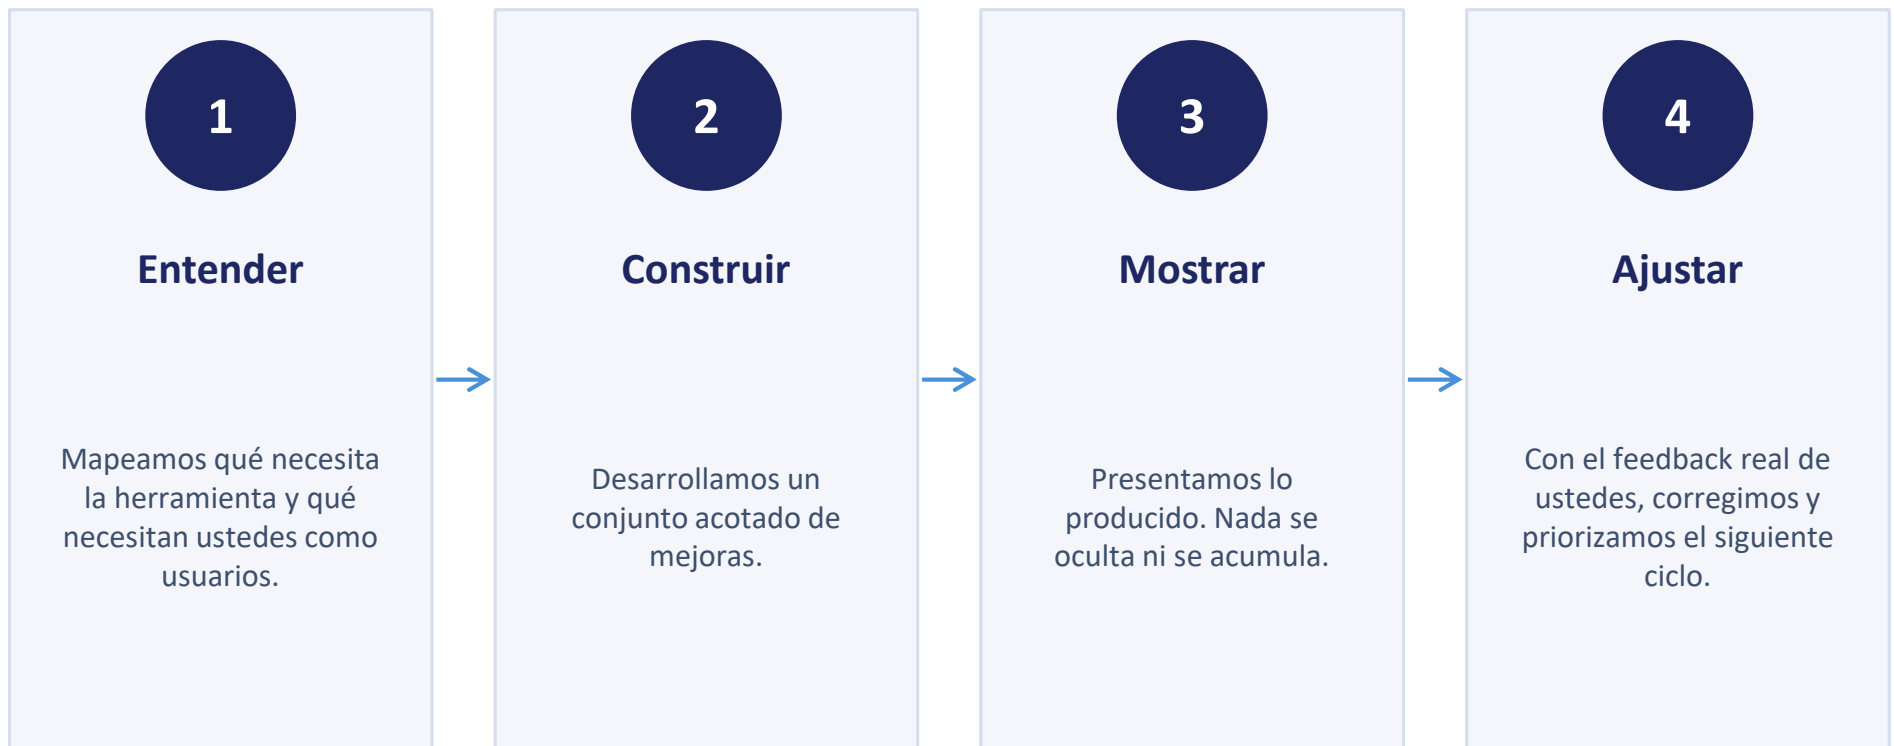 1
Entender
Mapeamos qué necesita
la herramienta y qué
necesitan ustedes como
usuarios.
2
Construir
Desarrollamos un
conjunto acotado de
mejoras.
3
Mostrar
Presentamos lo
producido. Nada se
oculta ni se acumula.
4
Ajustar
Con el feedback real de
ustedes, corregimos y
priorizamos el siguiente
ciclo.